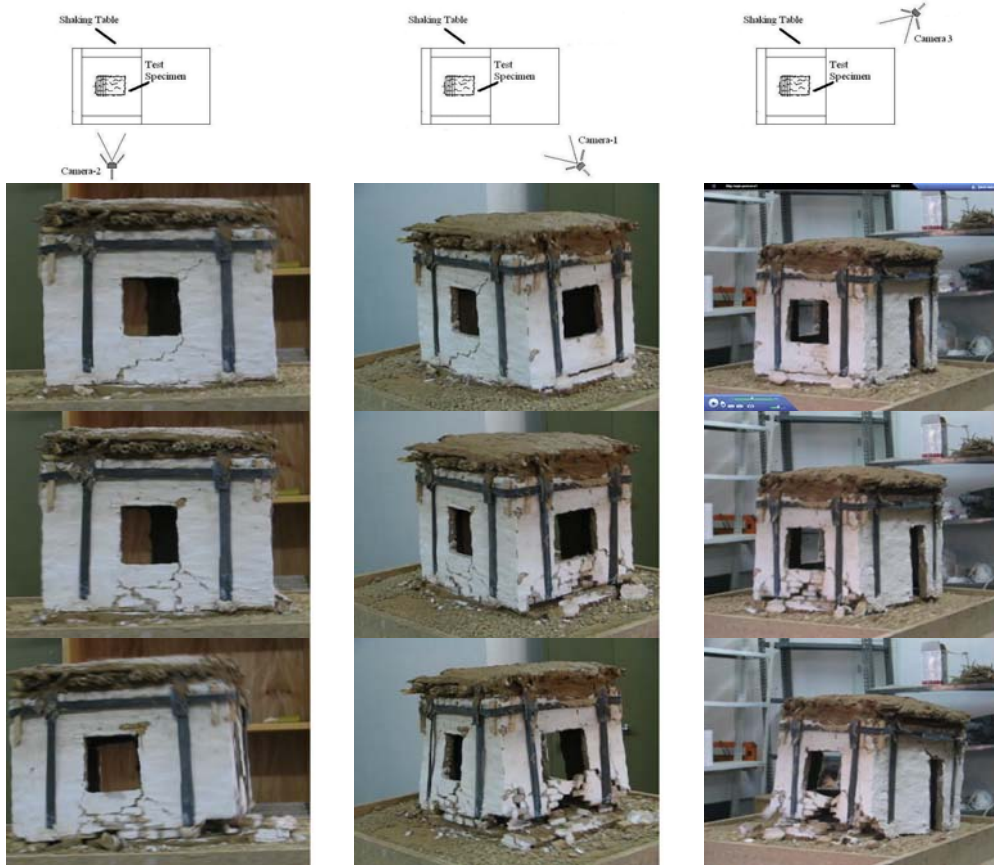 Shaking Table
Test
Specimen
Camera-2
Shaking Table
Test
Specimen
Camera-1
Shaking Table
Test
Specimen
Camera 3